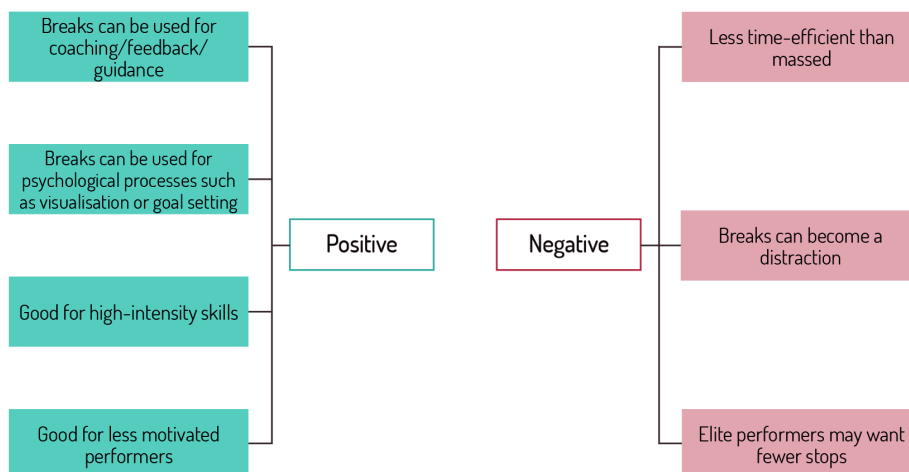 Breaks can be used for
coaching/feedback/
guidance
Breaks can be used for
psychological processes such
as visualisation or goal setting
Good for high-intensity skills
Good for less motivated
performers
Positive
Negative
Less time-efficient than
massed
Breaks can become a
distraction
Elite performers may want
fewer stops